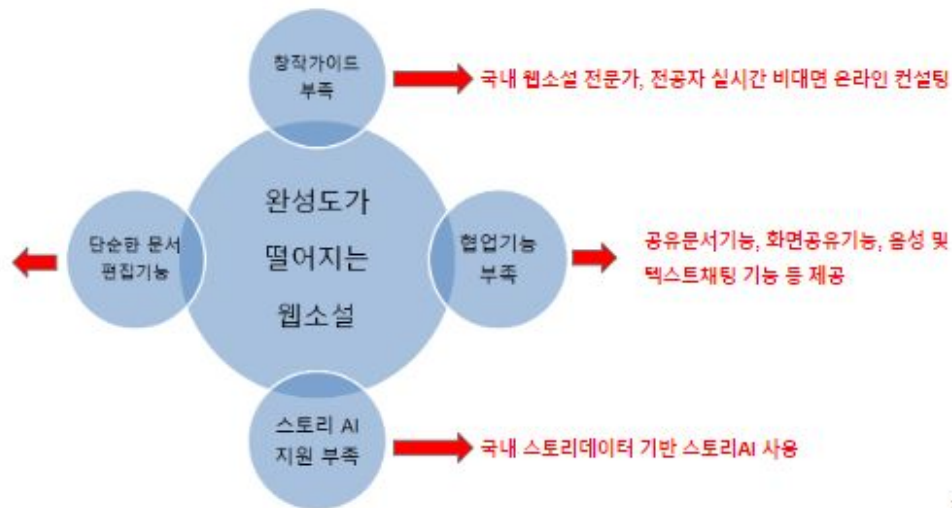 창작가이드
부족
국내 웹소설 전문가, 전공자 실시간 비대면 온라인 컨설팅
완성도가
떨어지는
웹소설
단순한 문서
편집기능
협업기능
부족
공유문서기능, 화면공유기능, 음성 및
텍스트채팅 기능 등 제공
스토리 AI
지원 부족
국내 스토리데이터 기반 스토리AI 사용